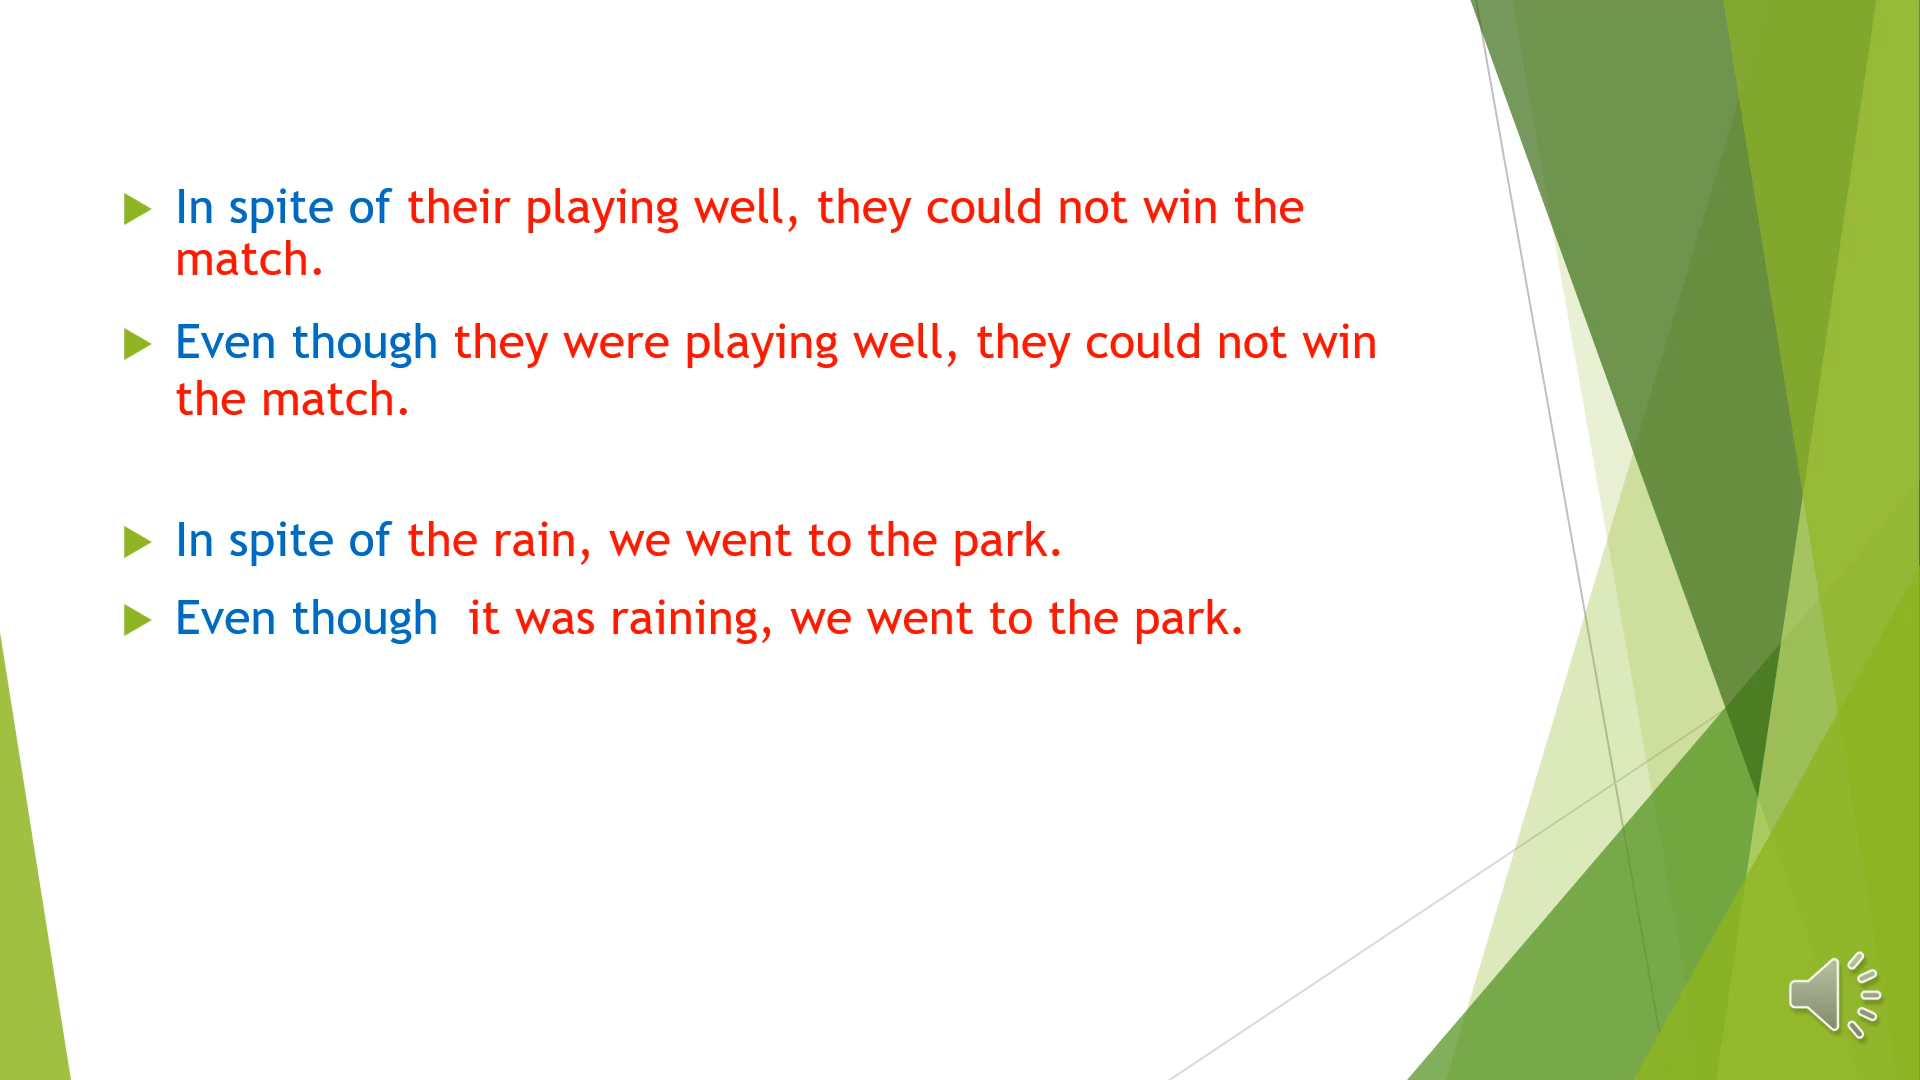 In spite of their playing well, they could not win the
match.
Even though they were playing well, they could not win
the match.
In spite of the rain, we went to the park.
Even though  it was raining, we went to the park.